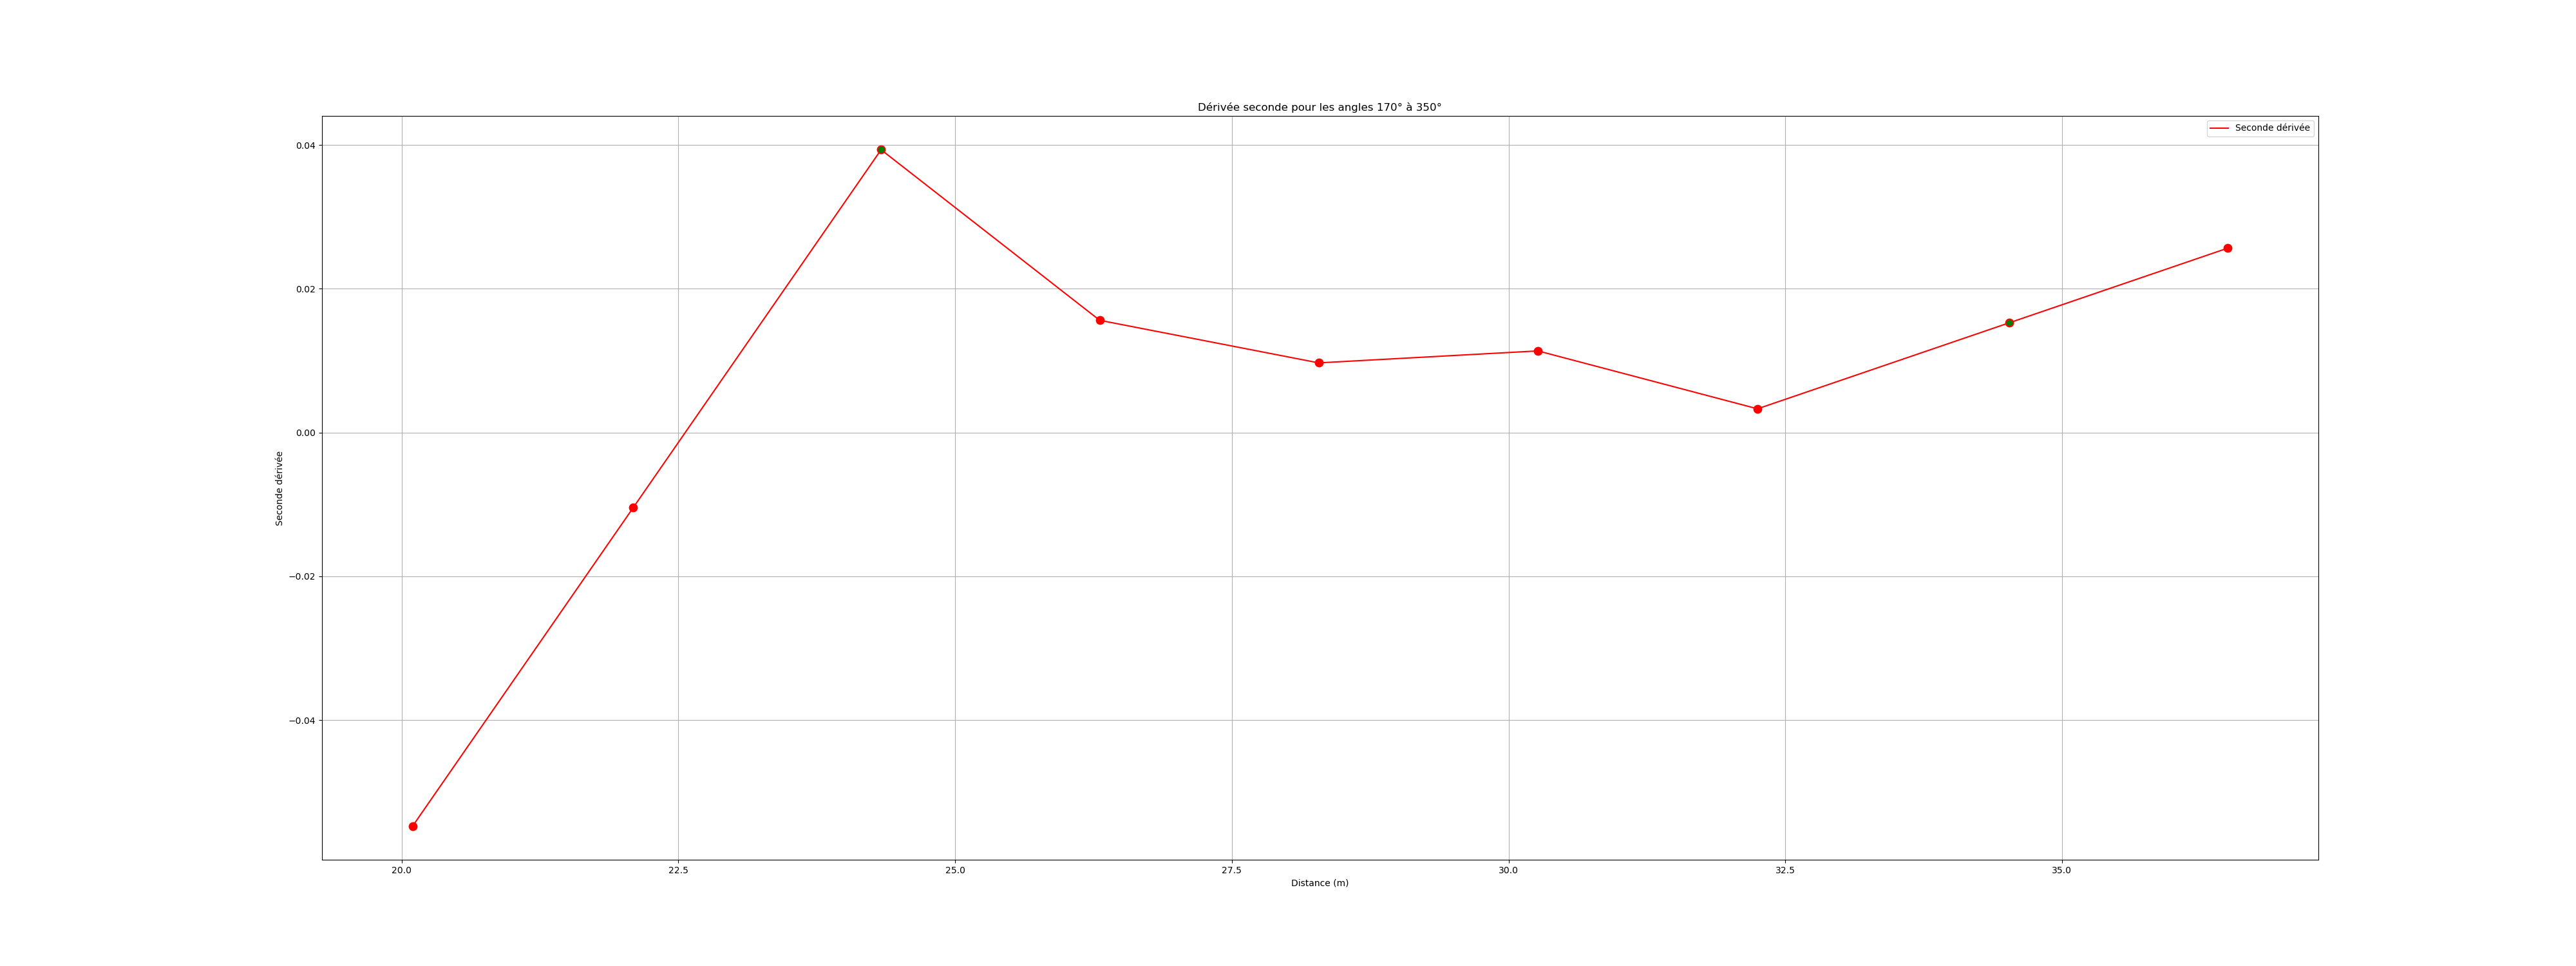 Dérivée seconde pour les angles 170° à 350°
Seconde dérivée
0.04
0.02
0.00
−0.02
−0.04
Seconde dérivée
20.0 22.5 25.0 27.5 30.0 32.5 35.0
Distance (m)